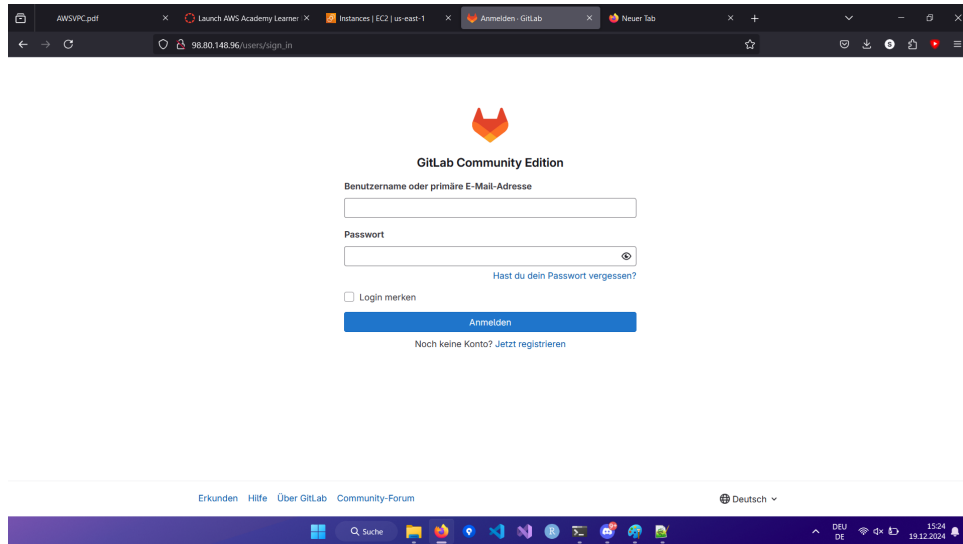 AWSVPC.pdf
Launch AWS Academy Learner
Instances | EC2 | us-east-1
Anmelden · GitLab
Neuer Tab
98.80.148.96/users/sign_in
GitLab Community Edition
Benutzername oder primäre E-Mail-Adresse
Passwort
Hast du dein Passwort vergessen?
Login merken
Anmelden
Noch keine Konto? Jetzt registrieren
Erkunden Hilfe Über GitLab Community-Forum
Deutsch
Suche
DEU
DE
15:24
19.12.2024